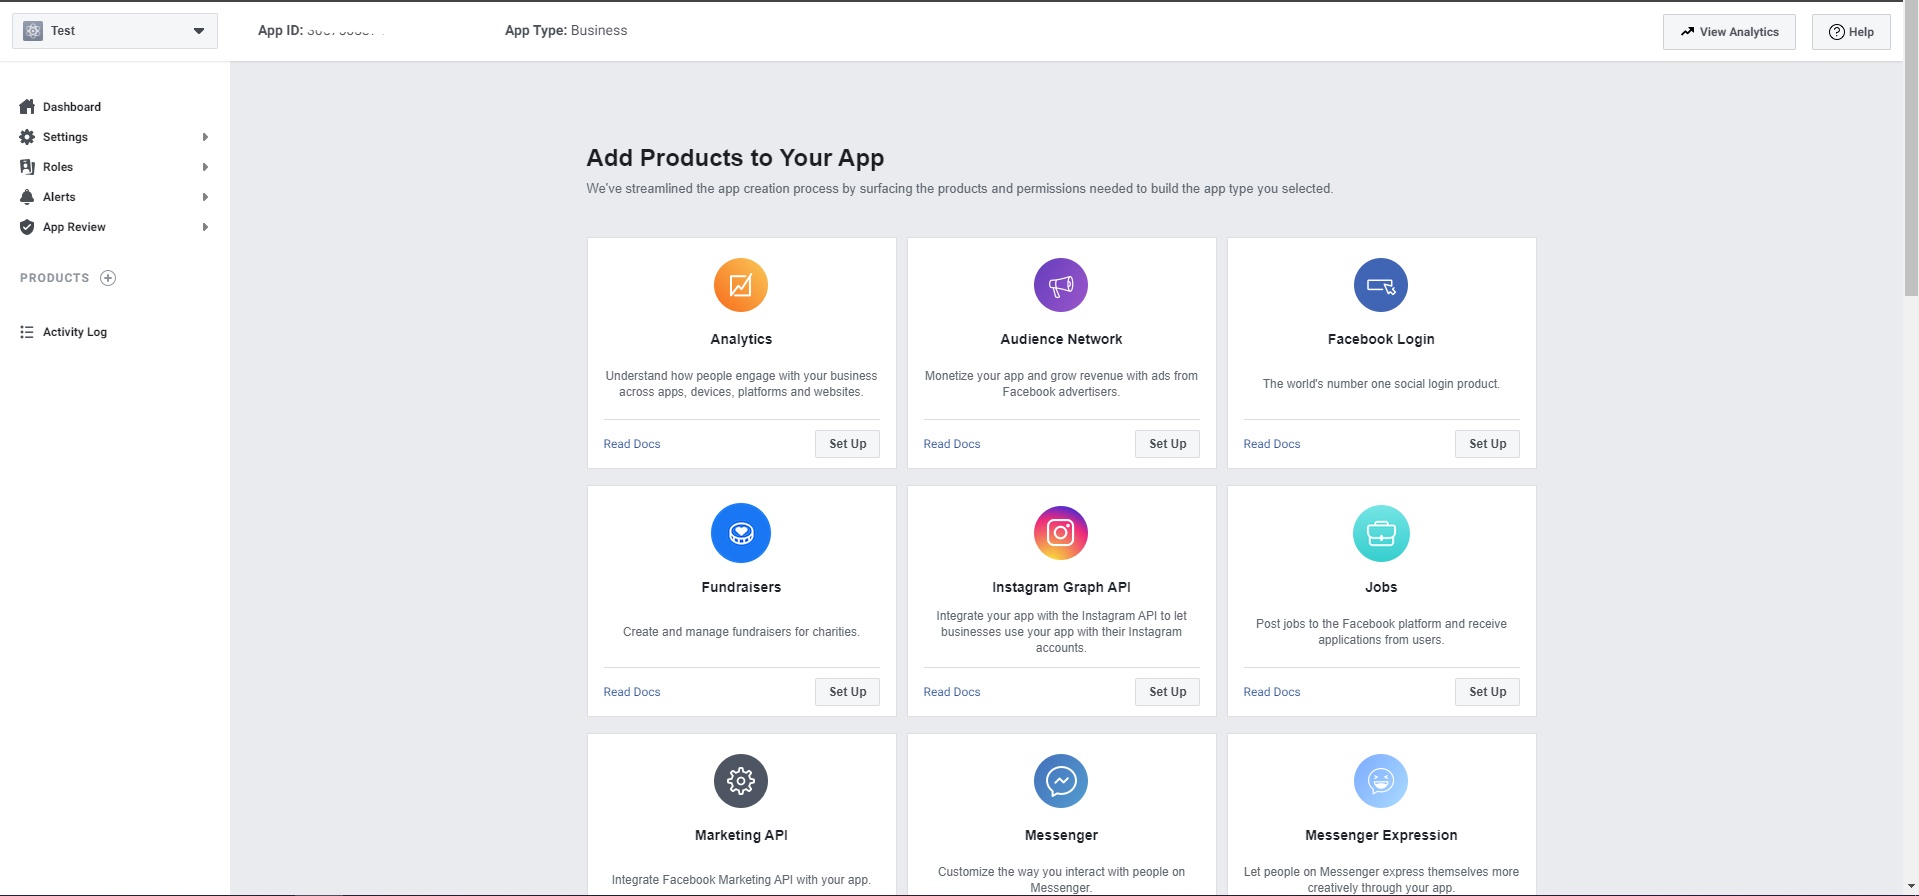 Test
App ID:
App Type: Business
View Analytics
Help
Dashboard
Settings
Roles
Alerts
App Review
PRODUCTS
Activity Log
Add Products to Your App
We've streamlined the app creation process by surfacing the products and permissions needed to build the app type you selected.
Analytics
Understand how people engage with your business
across apps, devices, platforms and websites.
Read Docs
Set Up
Audience Network
Monetize your app and grow revenue with ads from
Facebook advertisers.
Read Docs
Set Up
Facebook Login
The world's number one social login product.
Read Docs
Set Up
Fundraisers
Create and manage fundraisers for charities.
Read Docs
Set Up
Instagram Graph API
Integrate your app with the Instagram API to let
businesses use your app with their Instagram
accounts.
Read Docs
Set Up
Jobs
Post jobs to the Facebook platform and receive
applications from users.
Read Docs
Set Up
Marketing API
Integrate Facebook Marketing API with your app.
Messenger
Customize the way you interact with people on
Messenger.
Messenger Expression
Let people on Messenger express themselves more
creatively through your app.